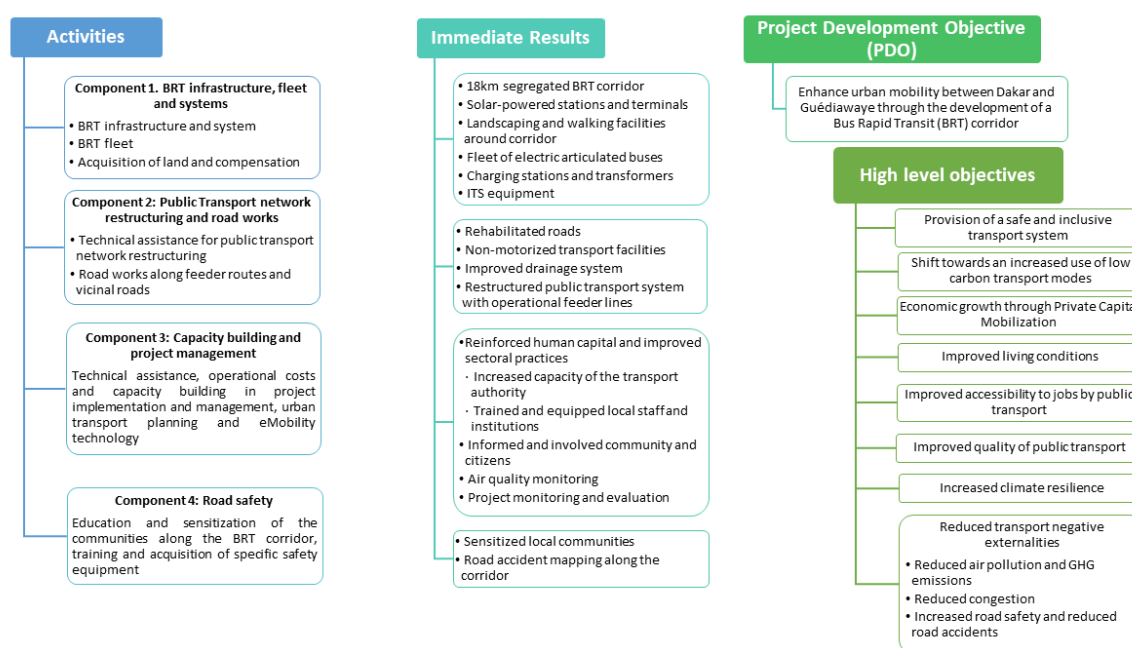 Activities
Component 1. BRT infrastructure, fleet
and systems
• BRT infrastructure and system
• BRT fleet
• Acquisition of land and compensation
Component 2: Public Transport network
restructuring and road works
• Technical assistance for public transport
network restructuring
• Road works along feeder routes and
vicinal roads
Component 3: Capacity building and
project management
Technical assistance, operational costs
and capacity building in project
implementation and management, urban
transport planning and eMobility
technology
Component 4: Road safety
Education and sensitization of the
communities along the BRT corridor,
training and acquisition of specific safety
equipment
Immediate Results
• 18km segregated BRT corridor
• Solar-powered stations and terminals
• Landscaping and walking facilities
around corridor
• Fleet of electric articulated buses
• Charging stations and transformers
• ITS equipment
• Rehabilitated roads
• Non-motorized transport facilities
• Improved drainage system
• Restructured public transport system
with operational feeder lines
•Reinforced human capital and improved
sectoral practices
· Increased capacity of the transport
authority
· Trained and equipped local staff and
institutions
• Informed and involved community and
citizens
• Air quality monitoring
• Project monitoring and evaluation
• Sensitized local communities
• Road accident mapping along the
corridor
Project Development Objective
(PDO)
Enhance urban mobility between Dakar and
Guédiawaye through the development of a
Bus Rapid Transit (BRT) corridor
High level objectives
Provision of a safe and inclusive
transport system
Shift towards an increased use of low
carbon transport modes
Economic growth through Private Capita
Mobilization
Improved living conditions
Improved accessibility to jobs by public
transport
Improved quality of public transport
Increased climate resilience
Reduced transport negative
externalities
• Reduced air pollution and GHG
emissions
• Reduced congestion
• Increased road safety and reduced
road accidents